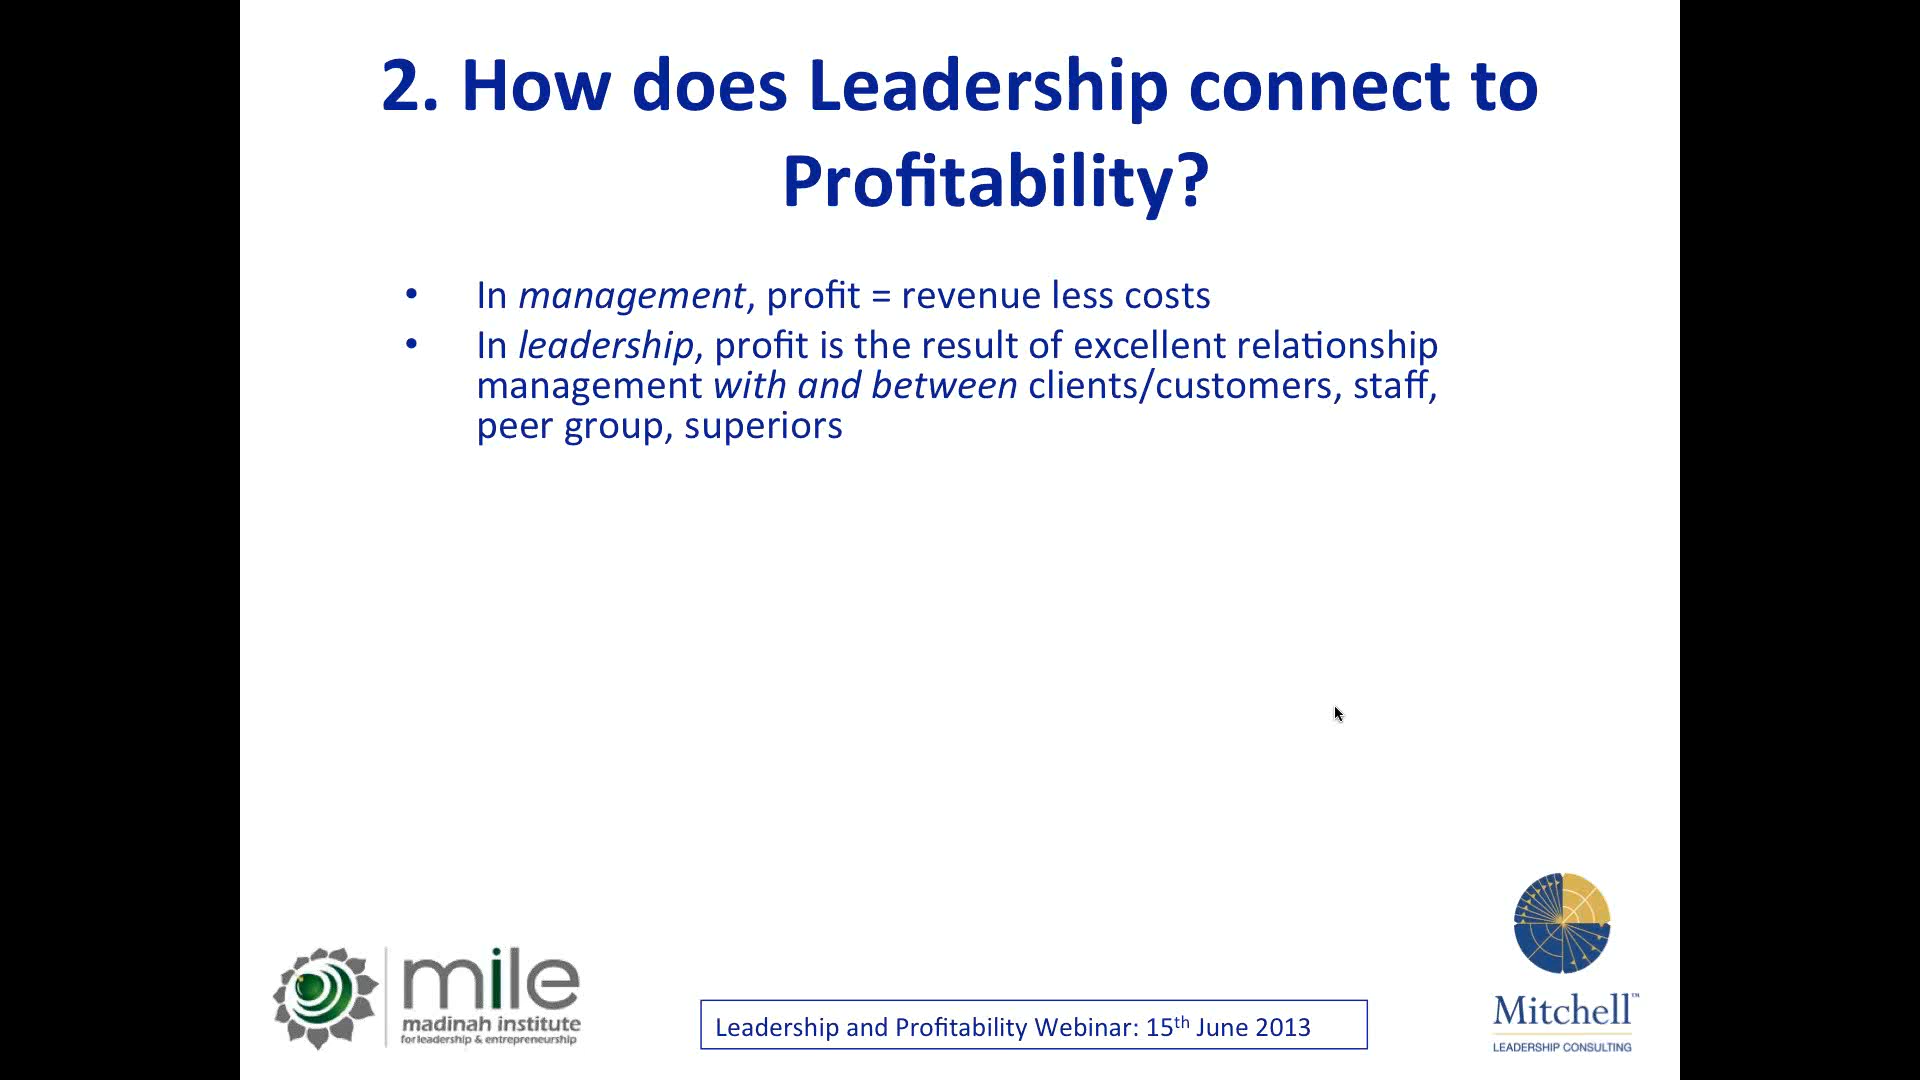 2. How does Leadership connect to
Profitability?
• In management, profit = revenue less costs
• In leadership, profit is the result of excellent relationship
management with and between clients/customers, staff,
peer group, superiors
mile
madinah institute
for leadership & entrepreneurship
Leadership and Profitability Webinar: 15th June 2013
Mitchell™
LEADERSHIP CONSULTING